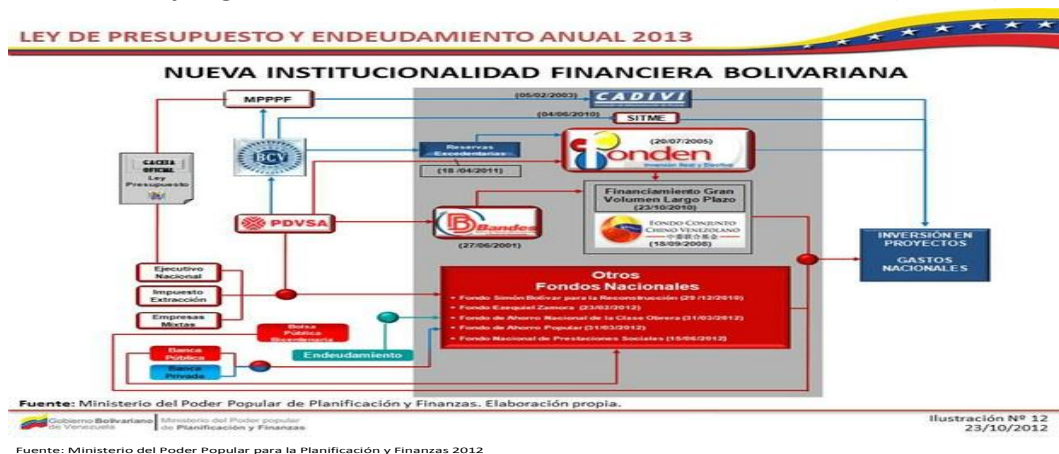 LEY DE PRESUPUESTO Y ENDEUDAMIENTO ANUAL 2013
NUEVA INSTITUCIONALIDAD FINANCIERA BOLIVARIANA
MPPPF
(05/02/2003)
CADIVI
(04/06/2010)
SITME
BCV
Reservas
Excedentarias
(18 /04/2011)
(20/07/2005)
Fonden
GACETA
OFICIAL
Ley
Presupuesto
Financiamiento Gran
Volumen Largo Plazo
(23/10/2010)
PDVSA
Bandes
(27/06/2001)
FONDO CONJUNTO
CHINO VENEZOLANO
中委联合基金
(18/09/2008)
INVERSIÓN EN
PROYECTOS
GASTOS
NACIONALES
Ejecutivo
Nacional
Impuesto
Extracción
Empresas
Mixtas
Otros
Fondos Nacionales
• Fondo Simón Bolívar para la Reconstrucción (29 /12/2010)
• Fondo Ezequiel Zamora (23/02/2012)
• Fondo de Ahorro Nacional de la Clase Obrera (31/03/2012)
• Fondo de Ahorro Popular (31/03/2012)
• Fondo Nacional de Prestaciones Sociales (15/06/2012)
Bolsa
Pública
Bicentenaria
Banca
Pública
Banca
Privada
Endeudamiento
Fuente: Ministerio del Poder Popular de Planificación y Finanzas. Elaboración propia.
Gobierno Bolivariano
de Venezuela
Ministerio del Poder popular
de Planificación y Finanzas
Ilustración Nº 12
23/10/2012
Fuente: Ministerio del Poder Popular para la Planificación y Finanzas 2012